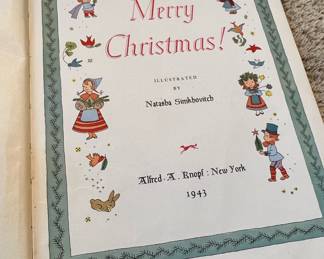 Merry
Christmas!
ILLUSTRATED
BY
Natasha Simkhovitch
Alfred · A · Knopf : New York
1943